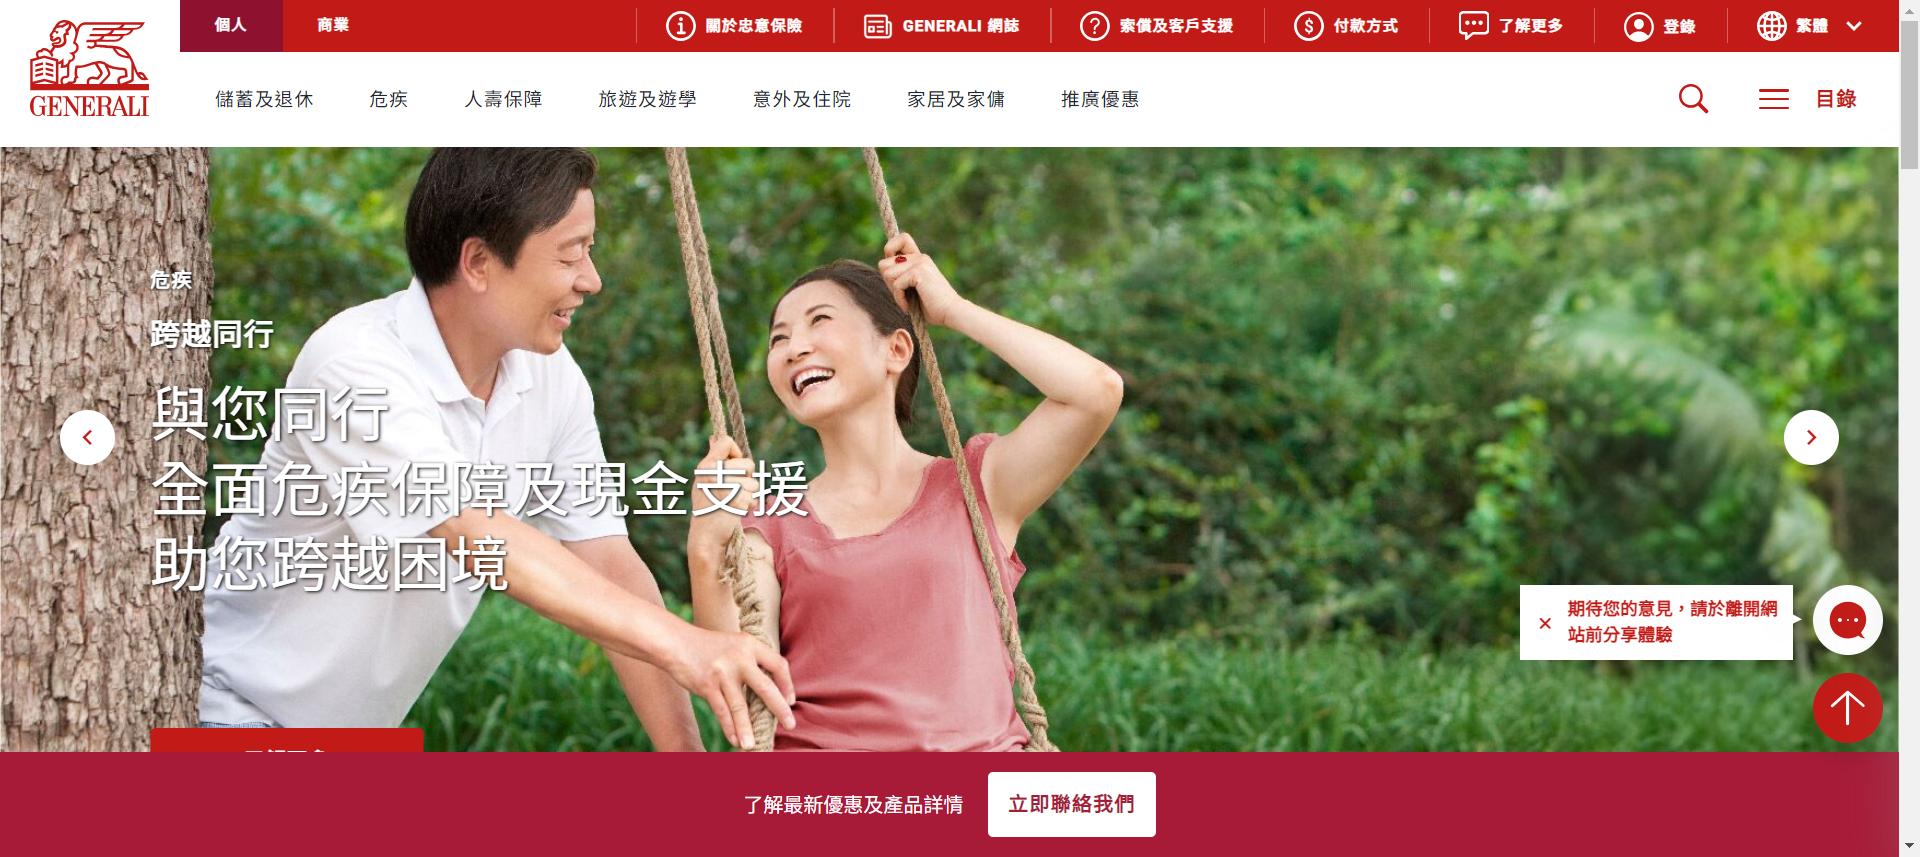 個人
商業
關於忠意保險
GENERALI 網誌
索償及客戶支援
付款方式
了解更多
登錄
繁體
GENERALI
儲蓄及退休
危疾
人壽保障
旅遊及遊學
意外及住院
家居及家傭
推廣優惠
目錄
危疾
跨越同行
與您同行
全面危疾保障及現金支援
助您跨越困境
期待您的意見，請於離開網
站前分享體驗
了解最新優惠及產品詳情
立即聯絡我們